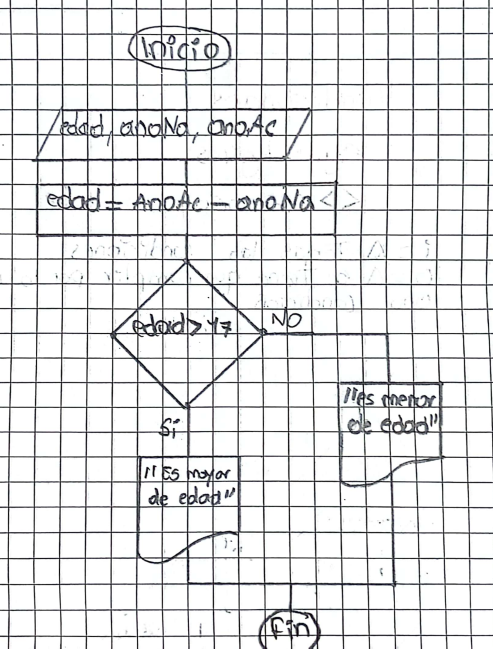 Inicio
edad, anoNa, anoAc
edad = AnoAc - anoNa < >
edad > 17
NO
Si
"es menor
de edad"
"Es mayor
de edad"
Fin